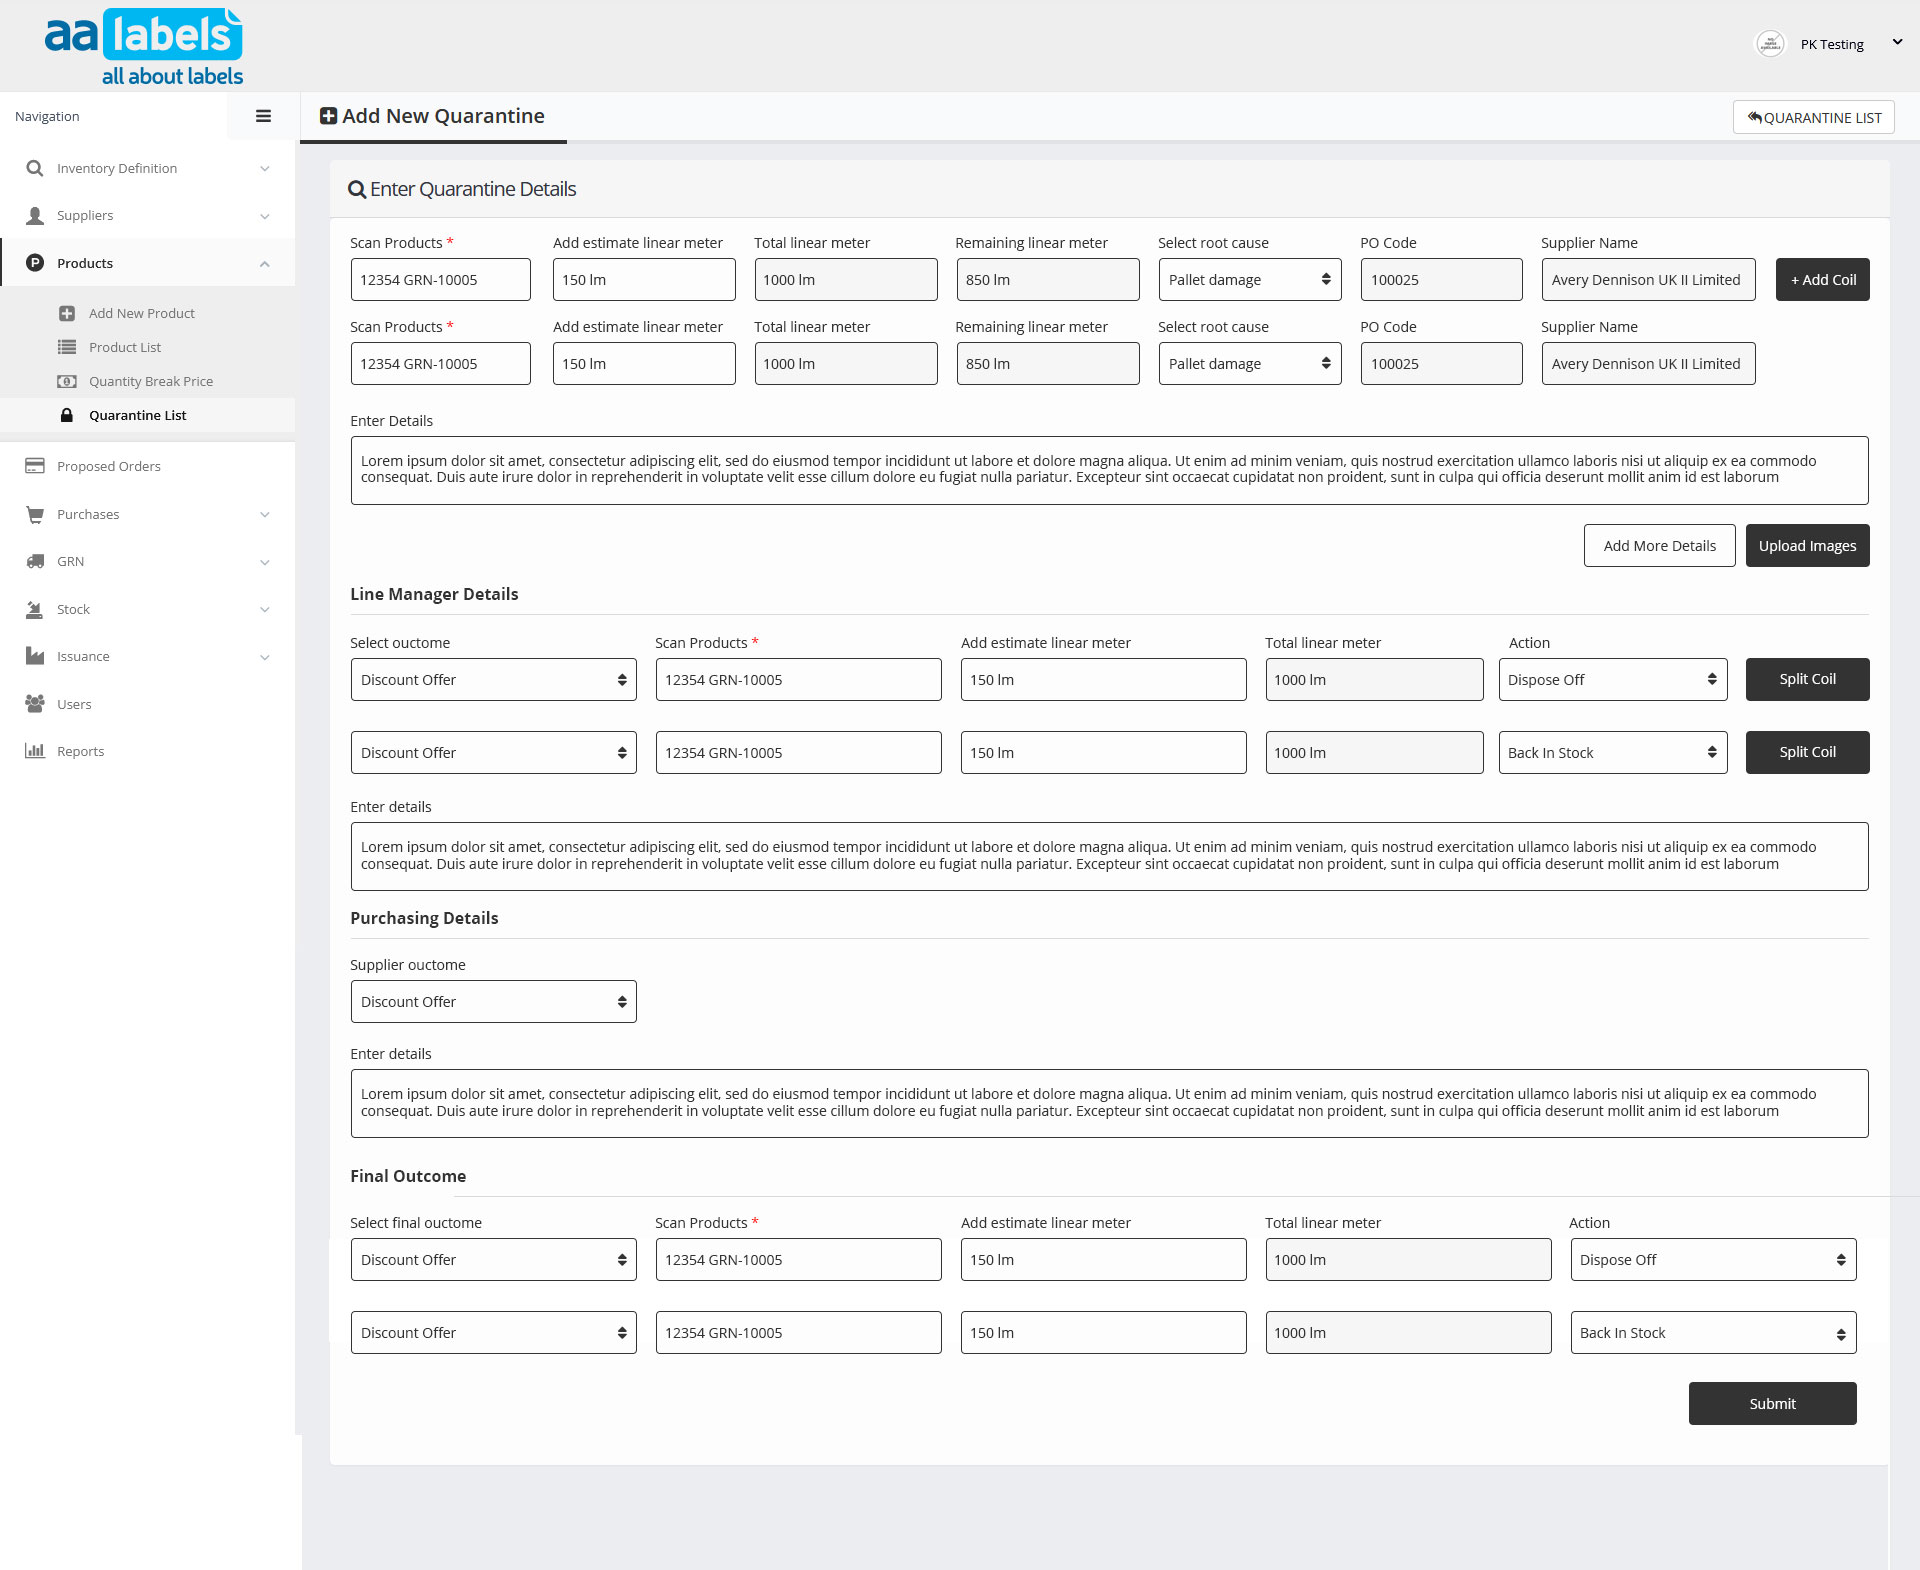 aa labels
all about labels
PK Testing
Navigation
Add New Quarantine
QUARANTINE LIST
Inventory Definition
Suppliers
Products
Add New Product
Product List
Quantity Break Price
Quarantine List
Proposed Orders
Purchases
GRN
Stock
Issuance
Users
Reports
Enter Quarantine Details
Scan Products * Add estimate linear meter Total linear meter Remaining linear meter Select root cause PO Code Supplier Name
12354 GRN-10005 150 lm 1000 lm 850 lm Pallet damage 100025 Avery Dennison UK II Limited + Add Coil
Scan Products * Add estimate linear meter Total linear meter Remaining linear meter Select root cause PO Code Supplier Name
12354 GRN-10005 150 lm 1000 lm 850 lm Pallet damage 100025 Avery Dennison UK II Limited
Enter Details
Lorem ipsum dolor sit amet, consectetur adipiscing elit, sed do eiusmod tempor incididunt ut labore et dolore magna aliqua. Ut enim ad minim veniam, quis nostrud exercitation ullamco laboris nisi ut aliquip ex ea commodo
consequat. Duis aute irure dolor in reprehenderit in voluptate velit esse cillum dolore eu fugiat nulla pariatur. Excepteur sint occaecat cupidatat non proident, sunt in culpa qui officia deserunt mollit anim id est laborum
Add More Details Upload Images
Line Manager Details
Select ouctome Scan Products * Add estimate linear meter Total linear meter Action
Discount Offer 12354 GRN-10005 150 lm 1000 lm Dispose Off Split Coil
Discount Offer 12354 GRN-10005 150 lm 1000 lm Back In Stock Split Coil
Enter details
Lorem ipsum dolor sit amet, consectetur adipiscing elit, sed do eiusmod tempor incididunt ut labore et dolore magna aliqua. Ut enim ad minim veniam, quis nostrud exercitation ullamco laboris nisi ut aliquip ex ea commodo
consequat. Duis aute irure dolor in reprehenderit in voluptate velit esse cillum dolore eu fugiat nulla pariatur. Excepteur sint occaecat cupidatat non proident, sunt in culpa qui officia deserunt mollit anim id est laborum
Purchasing Details
Supplier ouctome
Discount Offer
Enter details
Lorem ipsum dolor sit amet, consectetur adipiscing elit, sed do eiusmod tempor incididunt ut labore et dolore magna aliqua. Ut enim ad minim veniam, quis nostrud exercitation ullamco laboris nisi ut aliquip ex ea commodo
consequat. Duis aute irure dolor in reprehenderit in voluptate velit esse cillum dolore eu fugiat nulla pariatur. Excepteur sint occaecat cupidatat non proident, sunt in culpa qui officia deserunt mollit anim id est laborum
Final Outcome
Select final ouctome Scan Products * Add estimate linear meter Total linear meter Action
Discount Offer 12354 GRN-10005 150 lm 1000 lm Dispose Off
Discount Offer 12354 GRN-10005 150 lm 1000 lm Back In Stock
Submit